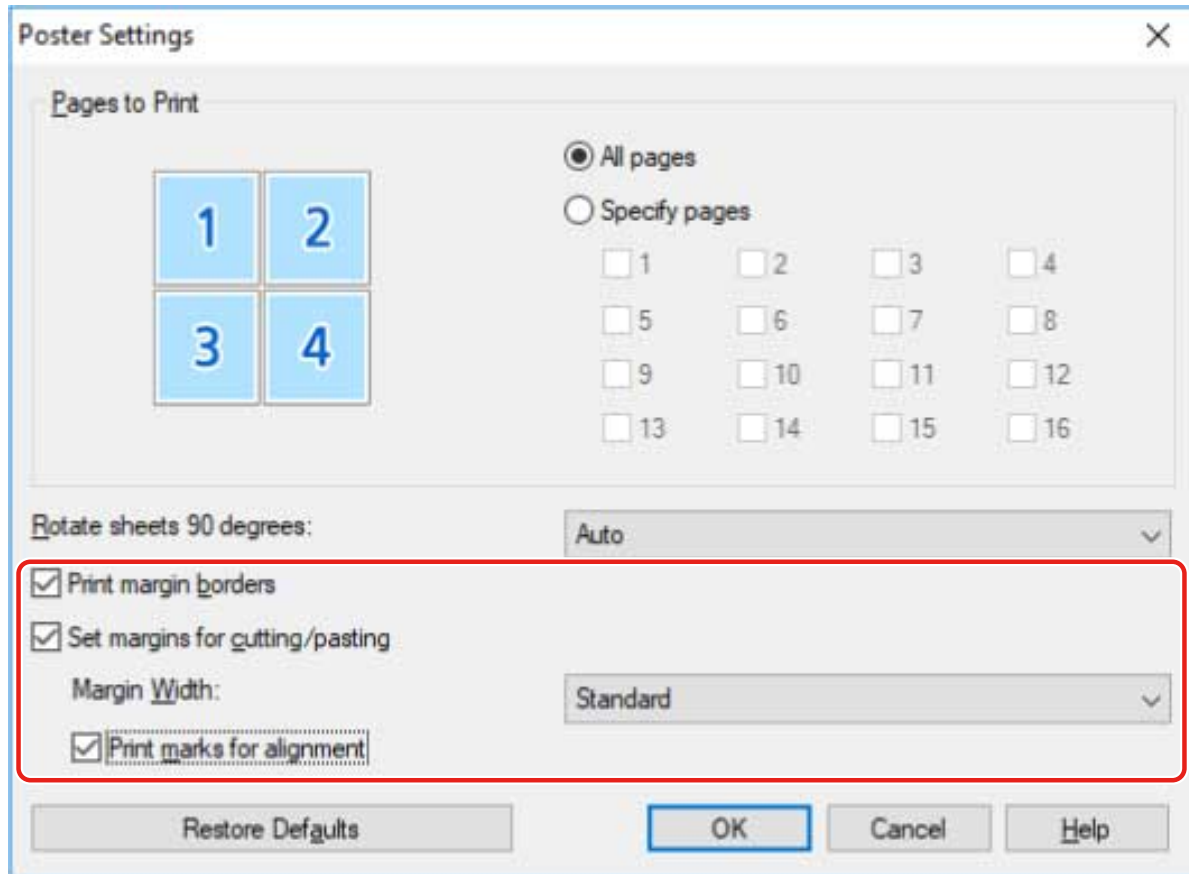 Poster Settings
Pages to Print
1 2
3 4
All pages
Specify pages
1 2 3 4
5 6 7 8
9 10 11 12
13 14 15 16
Rotate sheets 90 degrees: Auto
Print margin borders
Set margins for cutting/pasting
Margin Width: Standard
Print marks for alignment
Restore Defaults OK Cancel Help